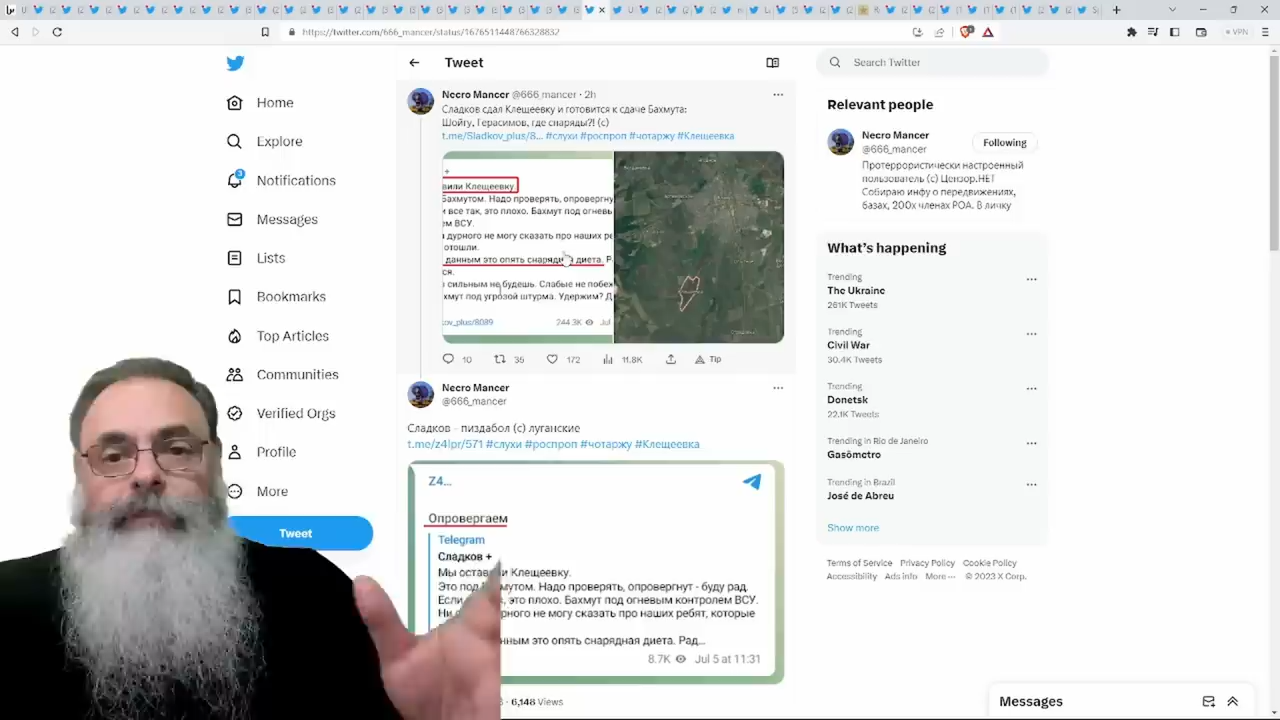 https://twitter.com/666_mancer/status/1676511448766328832
VPN
Home
Explore
3
Notifications
Messages
Lists
Bookmarks
Top Articles
Communities
Verified Orgs
Profile
More
Tweet
Tweet
Necro Mancer @666_mancer · 2h
Сладков сдал Клещеевку и готовится к сдаче Бахмута:
Шойгу, Герасимов, где снаряды?! (с)
t.me/Sladkov_plus/8... #слухи #роспроп #чотаржу #Клещеевка
+
вили Клещеевку.
Бахмутом. Надо проверять, опровергну
и все так, это плохо. Бахмут под огневь
ем ВСУ.
а дурного не могу сказать про наших ре
отошли.
данным это опять снарядная диета. Р
ся.
сильным не будешь. Слабые не побеж
хмут под угрозой штурма. Удержим? Д
ov_plus/8089
244.3K
Jul
10
35
172
11.8K
Tip
Necro Mancer
@666_mancer
Сладков - пиздабол (с) луганские
t.me/z4lpr/571 #слухи #роспроп #чотаржу #Клещеевка
Z4...
Опровергаем
Telegram
Сладков +
Мы оставили Клещеевку.
Это под Бахмутом. Надо проверять, опровергнут - буду рад.
это плохо. Бахмут под огневым контролем ВСУ.
дурного не могу сказать про наших ребят, которые
нным это опять снарядная диета. Рад...
8.7K
Jul 5 at 11:31
6,148 Views
Search Twitter
Relevant people
Necro Mancer
@666_mancer
Following
Протеррористически настроенный
пользователь (с) Цензор.НЕТ
Собираю инфу о передвижениях,
базах, 200х членах РОА. В личку
What's happening
Trending
The Ukraine
261K Tweets
Trending
Civil War
30.4K Tweets
Trending
Donetsk
22.1K Tweets
Trending in Rio de Janeiro
Gasômetro
Trending in Brazil
José de Abreu
Show more
Terms of Service Privacy Policy Cookie Policy
Accessibility Ads info More ··· © 2023 X Corp.
Messages